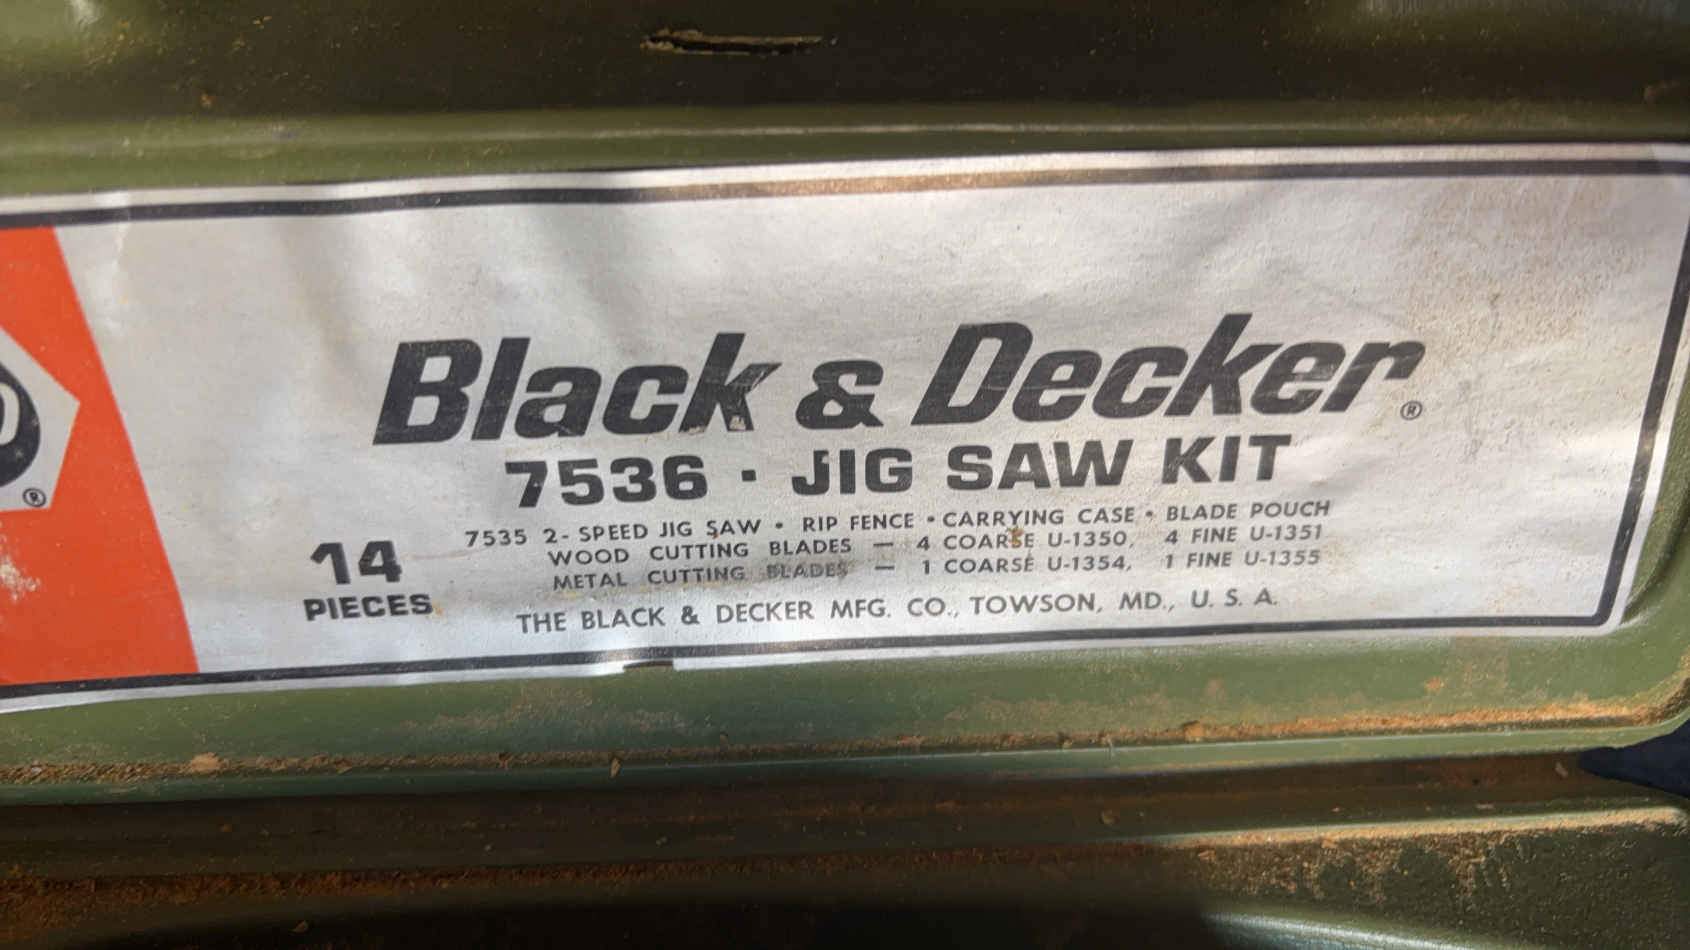 Black & Decker®
7536 · JIG SAW KIT
14
PIECES
7535 2-SPEED JIG SAW • RIP FENCE • CARRYING CASE • BLADE POUCH
WOOD CUTTING BLADES — 4 COARSE U-1350, 4 FINE U-1351
METAL CUTTING BLADES — 1 COARSE U-1354, 1 FINE U-1355
THE BLACK & DECKER MFG. CO., TOWSON, MD., U. S. A.
®